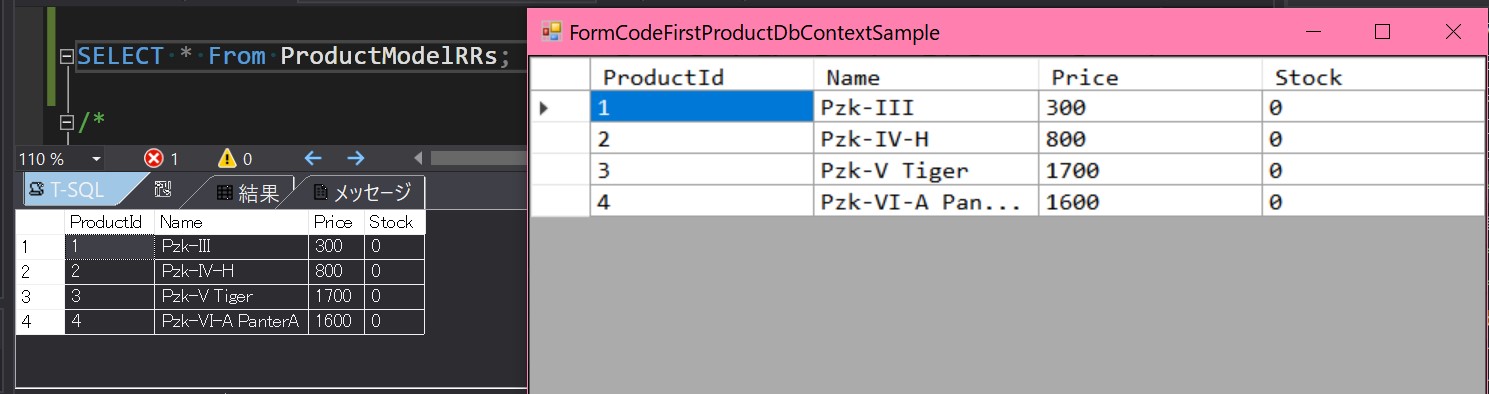 SELECT * From ProductModelRRs;
/*
110 % 1 0
T-SQL 結果 メッセージ
ProductId Name Price Stock
1 1 Pzk-III 300 0
2 2 Pzk-IV-H 800 0
3 3 Pzk-V Tiger 1700 0
4 4 Pzk-VI-A PanterA 1600 0
FormCodeFirstProductDbContextSample
ProductId Name Price Stock
1 Pzk-III 300 0
2 Pzk-IV-H 800 0
3 Pzk-V Tiger 1700 0
4 Pzk-VI-A Pan... 1600 0